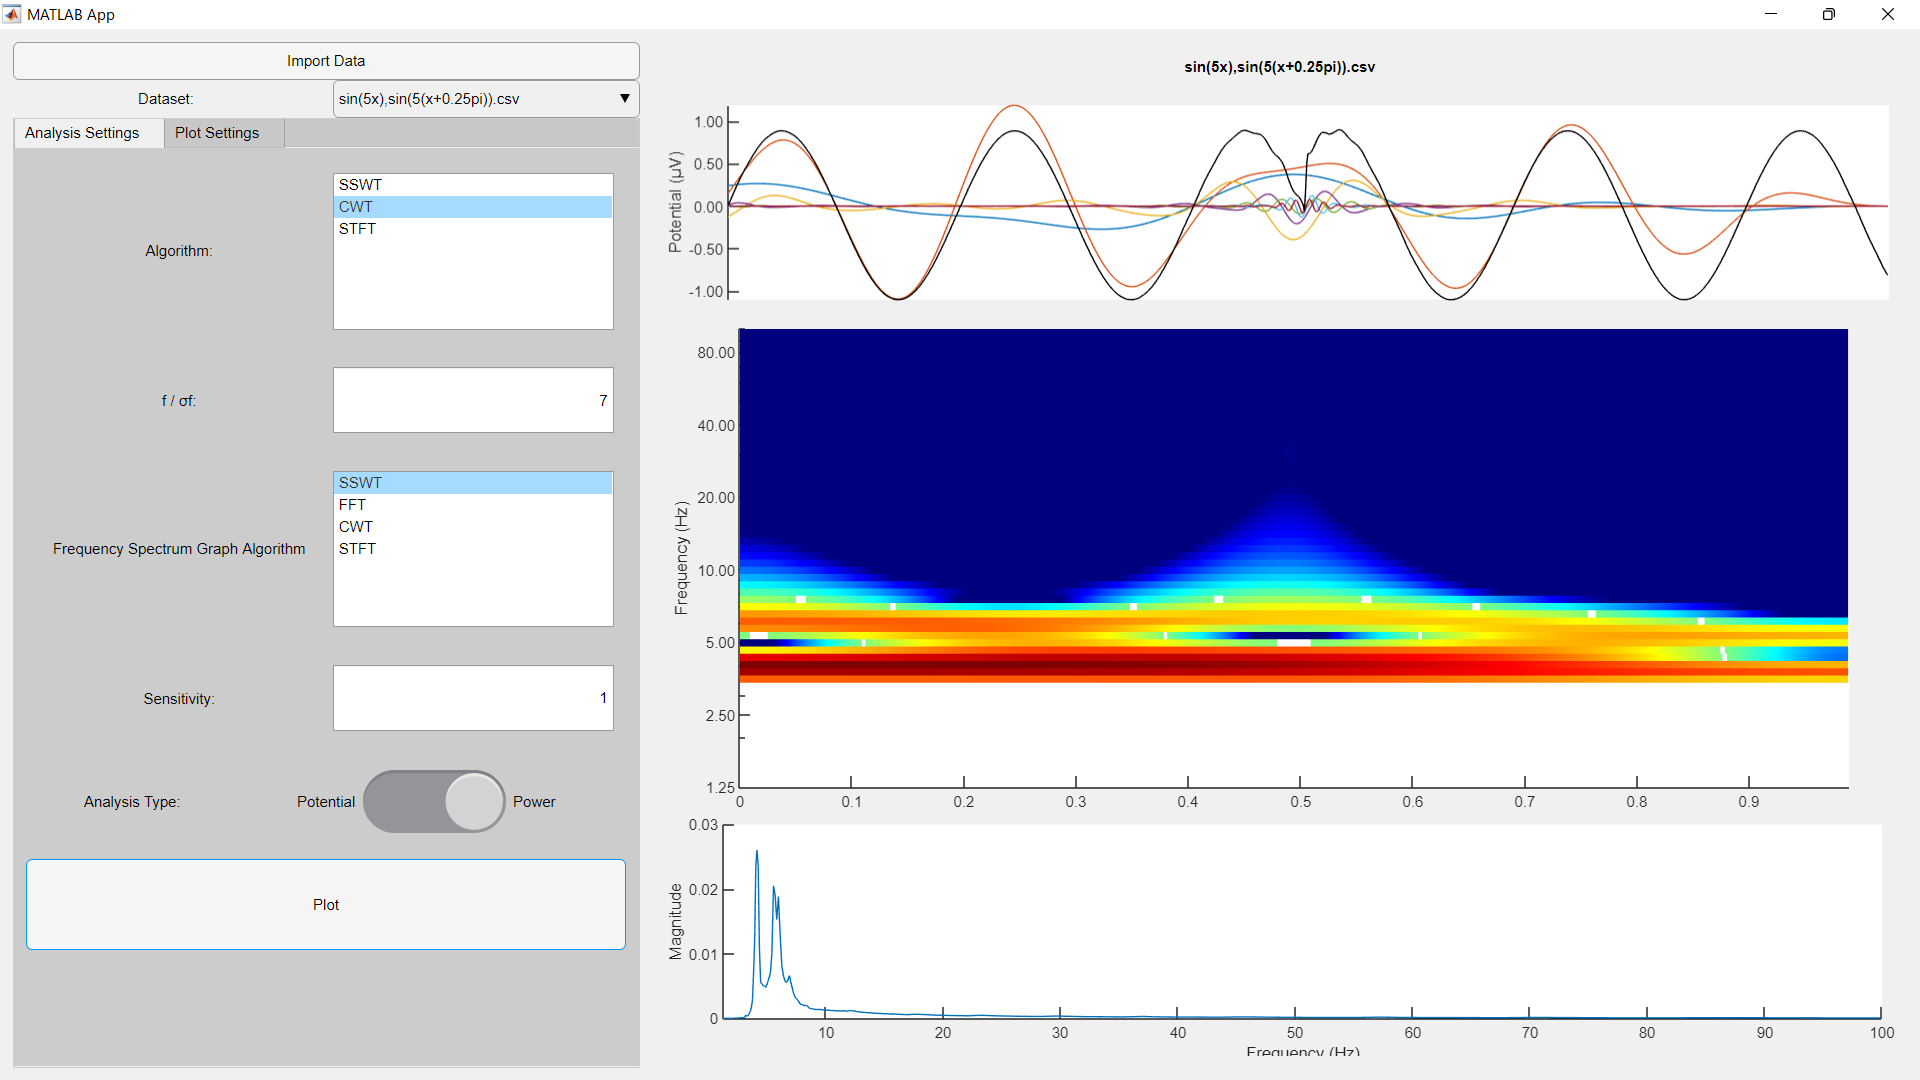 MATLAB App
Import Data
Dataset:
sin(5x),sin(5(x+0.25pi)).csv
Analysis Settings
Plot Settings
Algorithm:
SSWT
CWT
STFT
f / σf:
7
Frequency Spectrum Graph Algorithm
SSWT
FFT
CWT
STFT
Sensitivity:
1
Analysis Type:
Potential
Power
Plot
sin(5x),sin(5(x+0.25pi)).csv
Potential (μV)
1.00
0.50
0.00
-0.50
-1.00
Frequency (Hz)
80.00
40.00
20.00
10.00
5.00
2.50
1.25
0 0.1 0.2 0.3 0.4 0.5 0.6 0.7 0.8 0.9
Magnitude
0.03
0.02
0.01
0
10 20 30 40 50 60 70 80 90 100
Frequency (Hz)